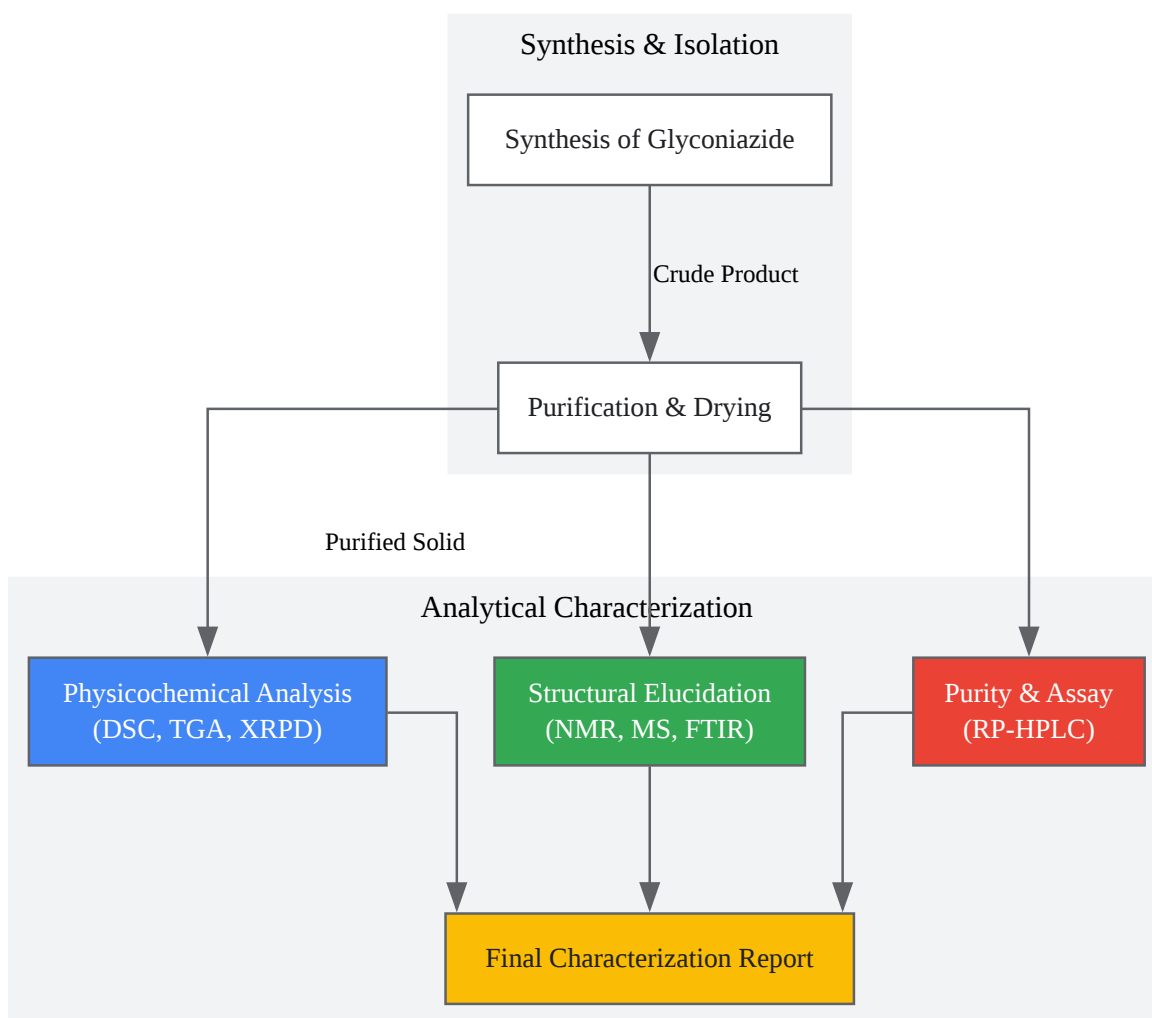 Synthesis & Isolation
Synthesis of Glyconiazide
Crude Product
Purification & Drying
Purified Solid
Analytical Characterization
Physicochemical Analysis
(DSC, TGA, XRPD)
Structural Elucidation
(NMR, MS, FTIR)
Purity & Assay
(RP-HPLC)
Final Characterization Report